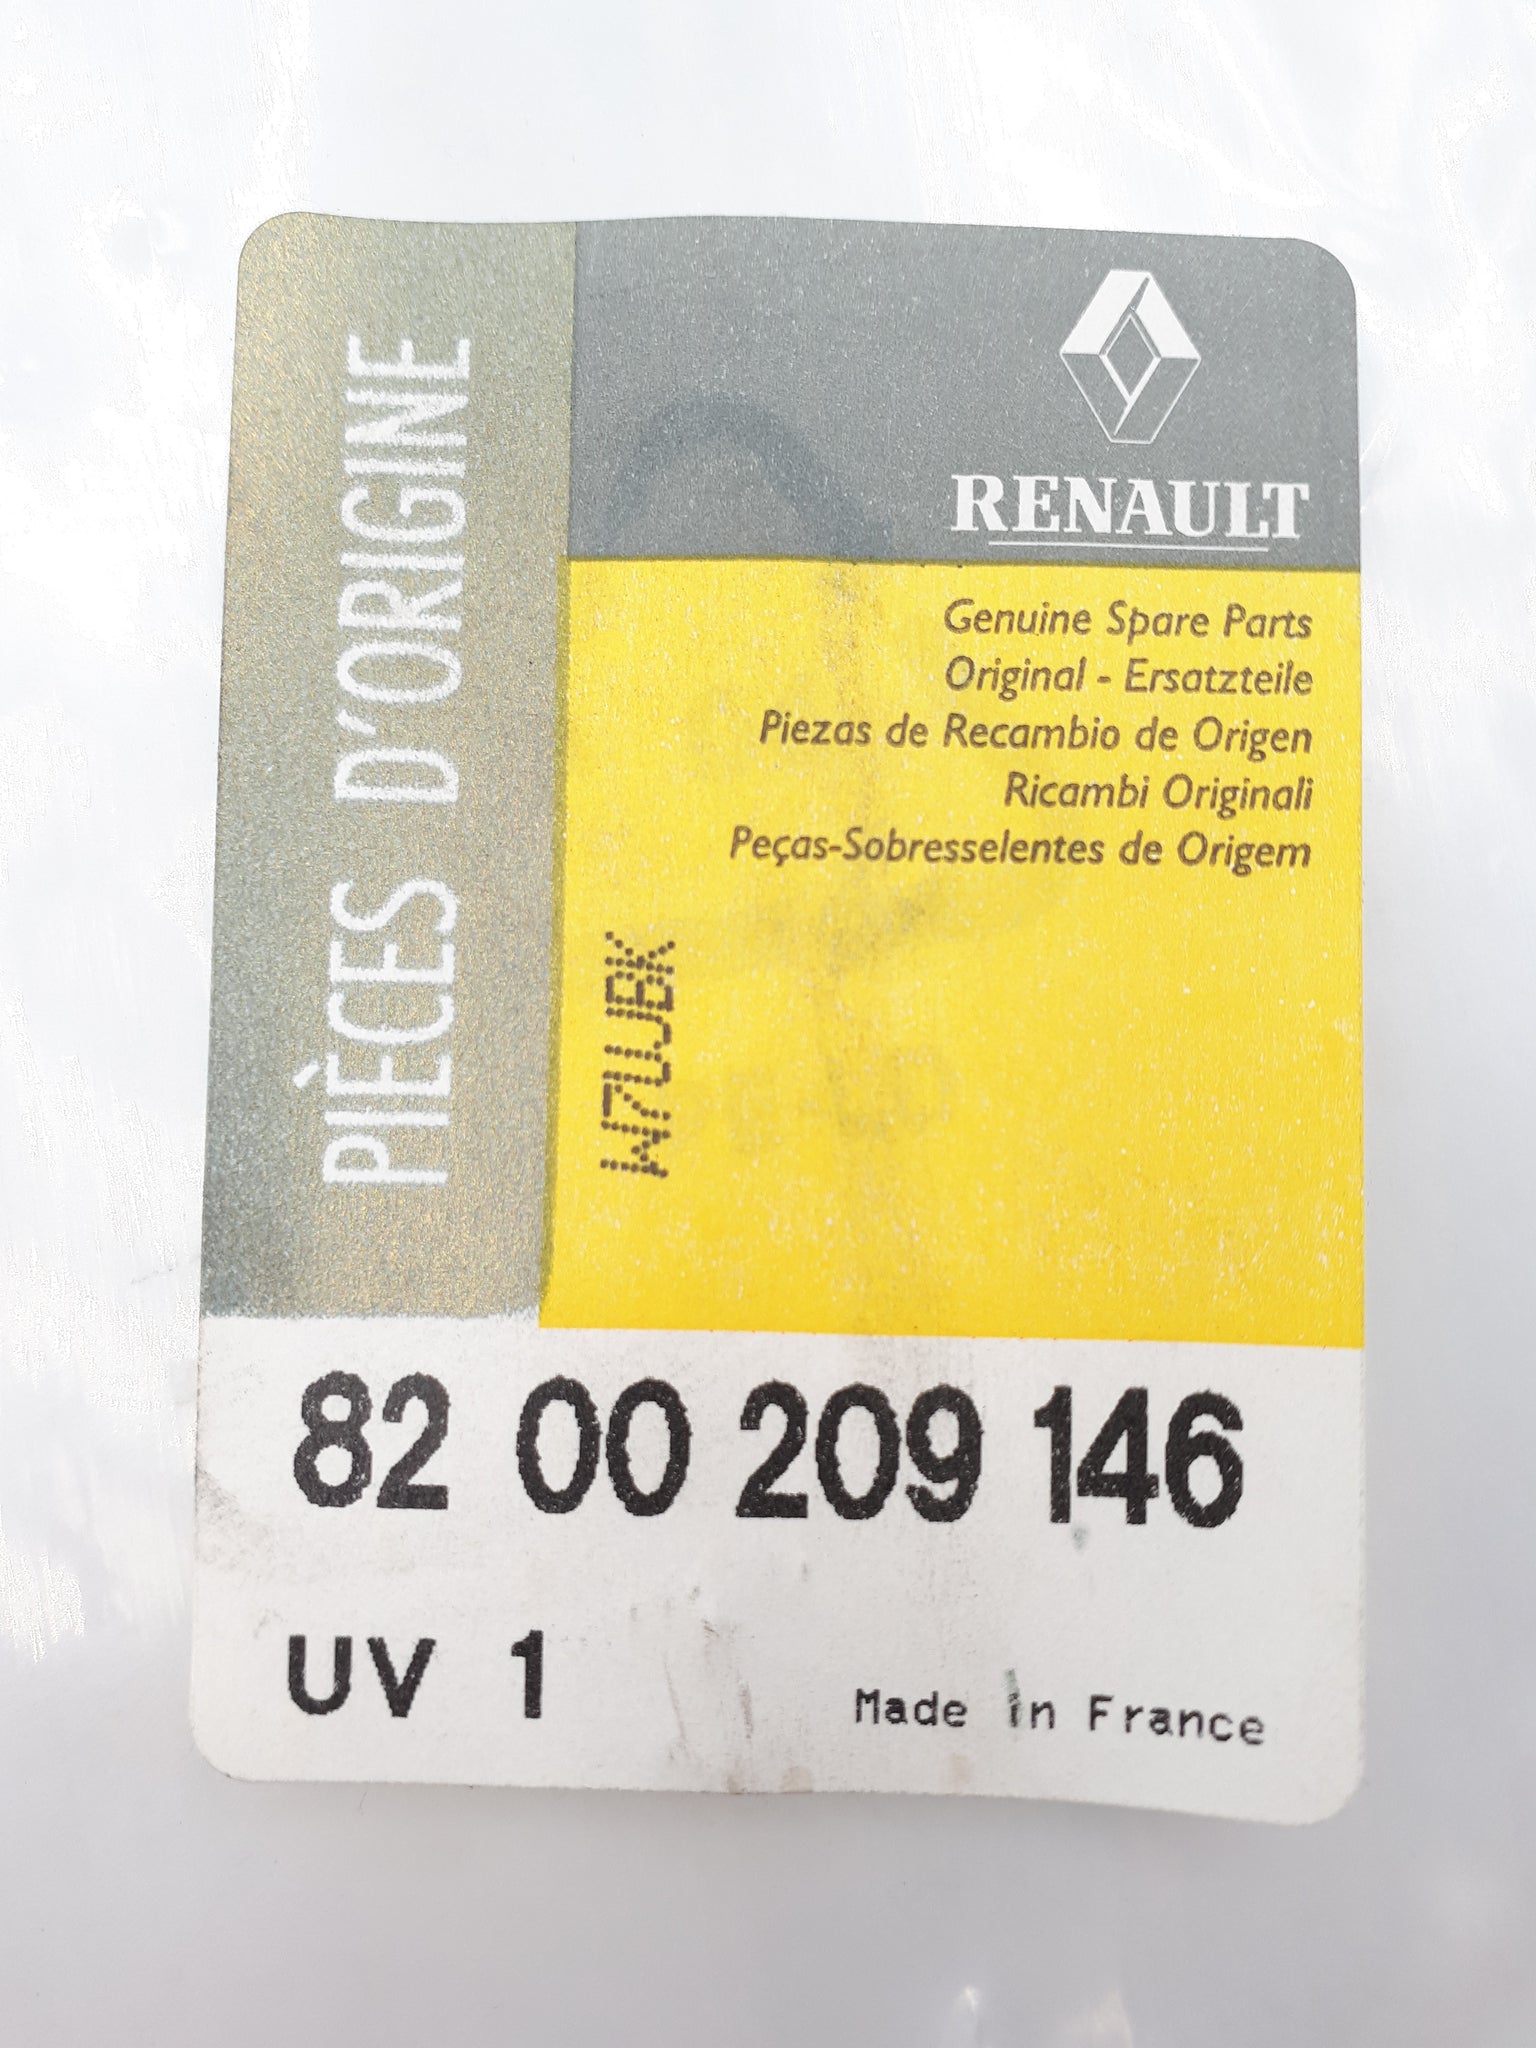 PIÈCES D'ORIGINE
RENAULT
Genuine Spare Parts
Original - Ersatzteile
Piezas de Recambio de Origen
Ricambi Originali
Peças-Sobresselentes de Origem
W7UJBK
82 00 209 146
UV 1
Made in France